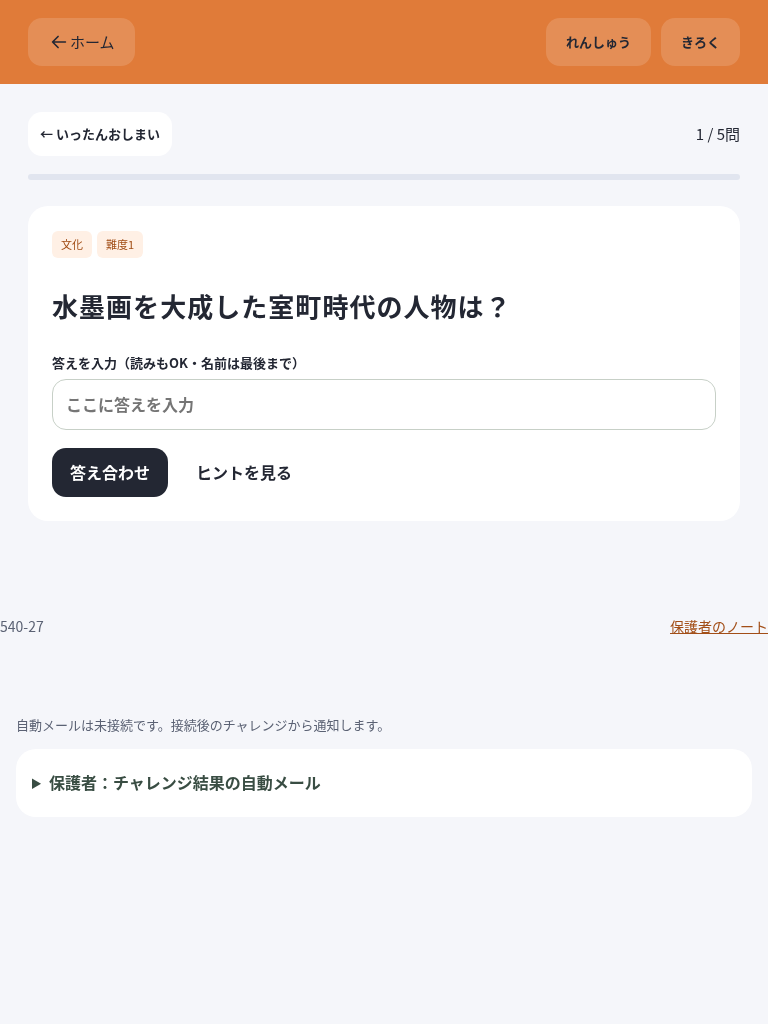 ← ホーム
れんしゅう
きろく
← いったんおしまい
1 / 5問
文化
難度1
水墨画を大成した室町時代の人物は？
答えを入力（読みもOK・名前は最後まで）
ここに答えを入力
答え合わせ
ヒントを見る
540-27
保護者のノート
自動メールは未接続です。接続後のチャレンジから通知します。
▶ 保護者：チャレンジ結果の自動メール